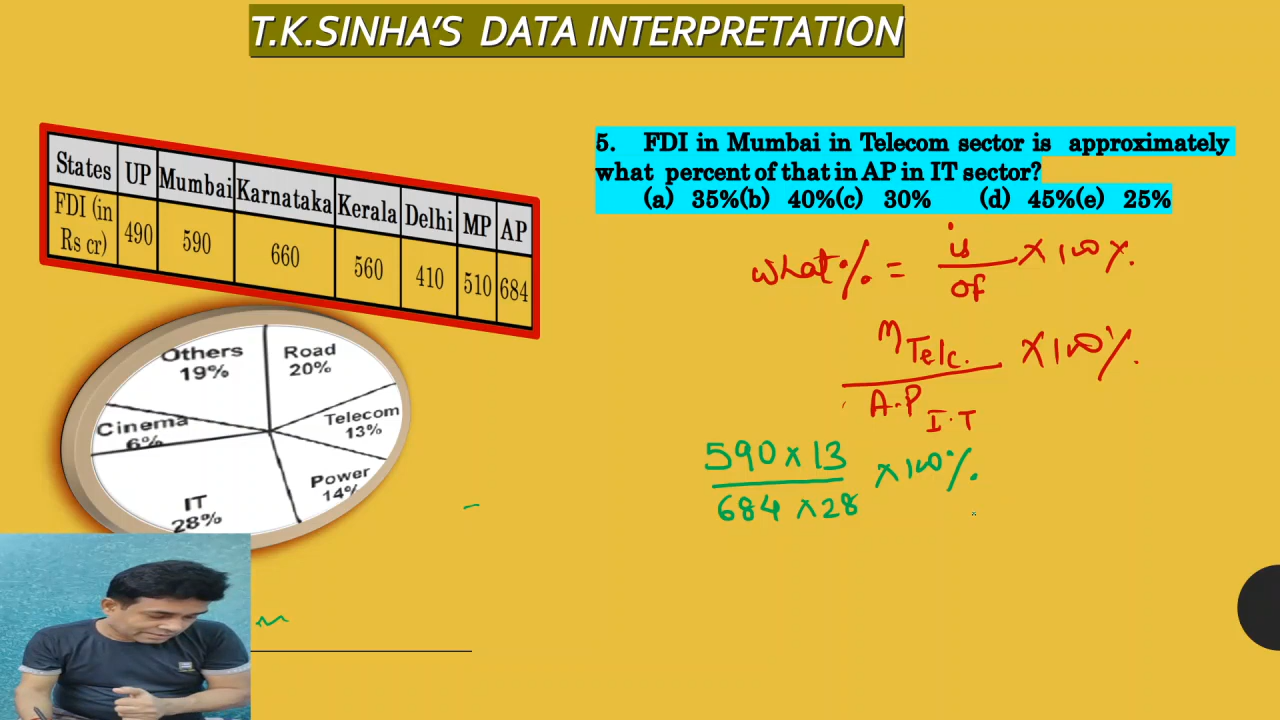 T.K.SINHA'S DATA INTERPRETATION
States UP Mumbai Karnataka Kerala Delhi MP AP
FDI (in Rs cr) 490 590 660 560 410 510 684
Others 19%
Road 20%
Cinema 6%
Telecom 13%
Power 14%
IT 28%
5. FDI in Mumbai in Telecom sector is approximately
what percent of that in AP in IT sector?
(a) 35%(b) 40%(c) 30% (d) 45%(e) 25%
what % = is / of × 100 %.
M Telc. / A.P I.T × 100 %.
590 × 13 / 684 × 28 × 100 %.